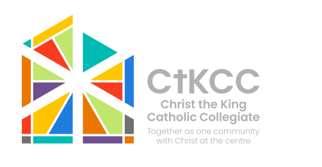 CtKCC
Christ the King
Catholic Collegiate
Together as one community
with Christ at the centre